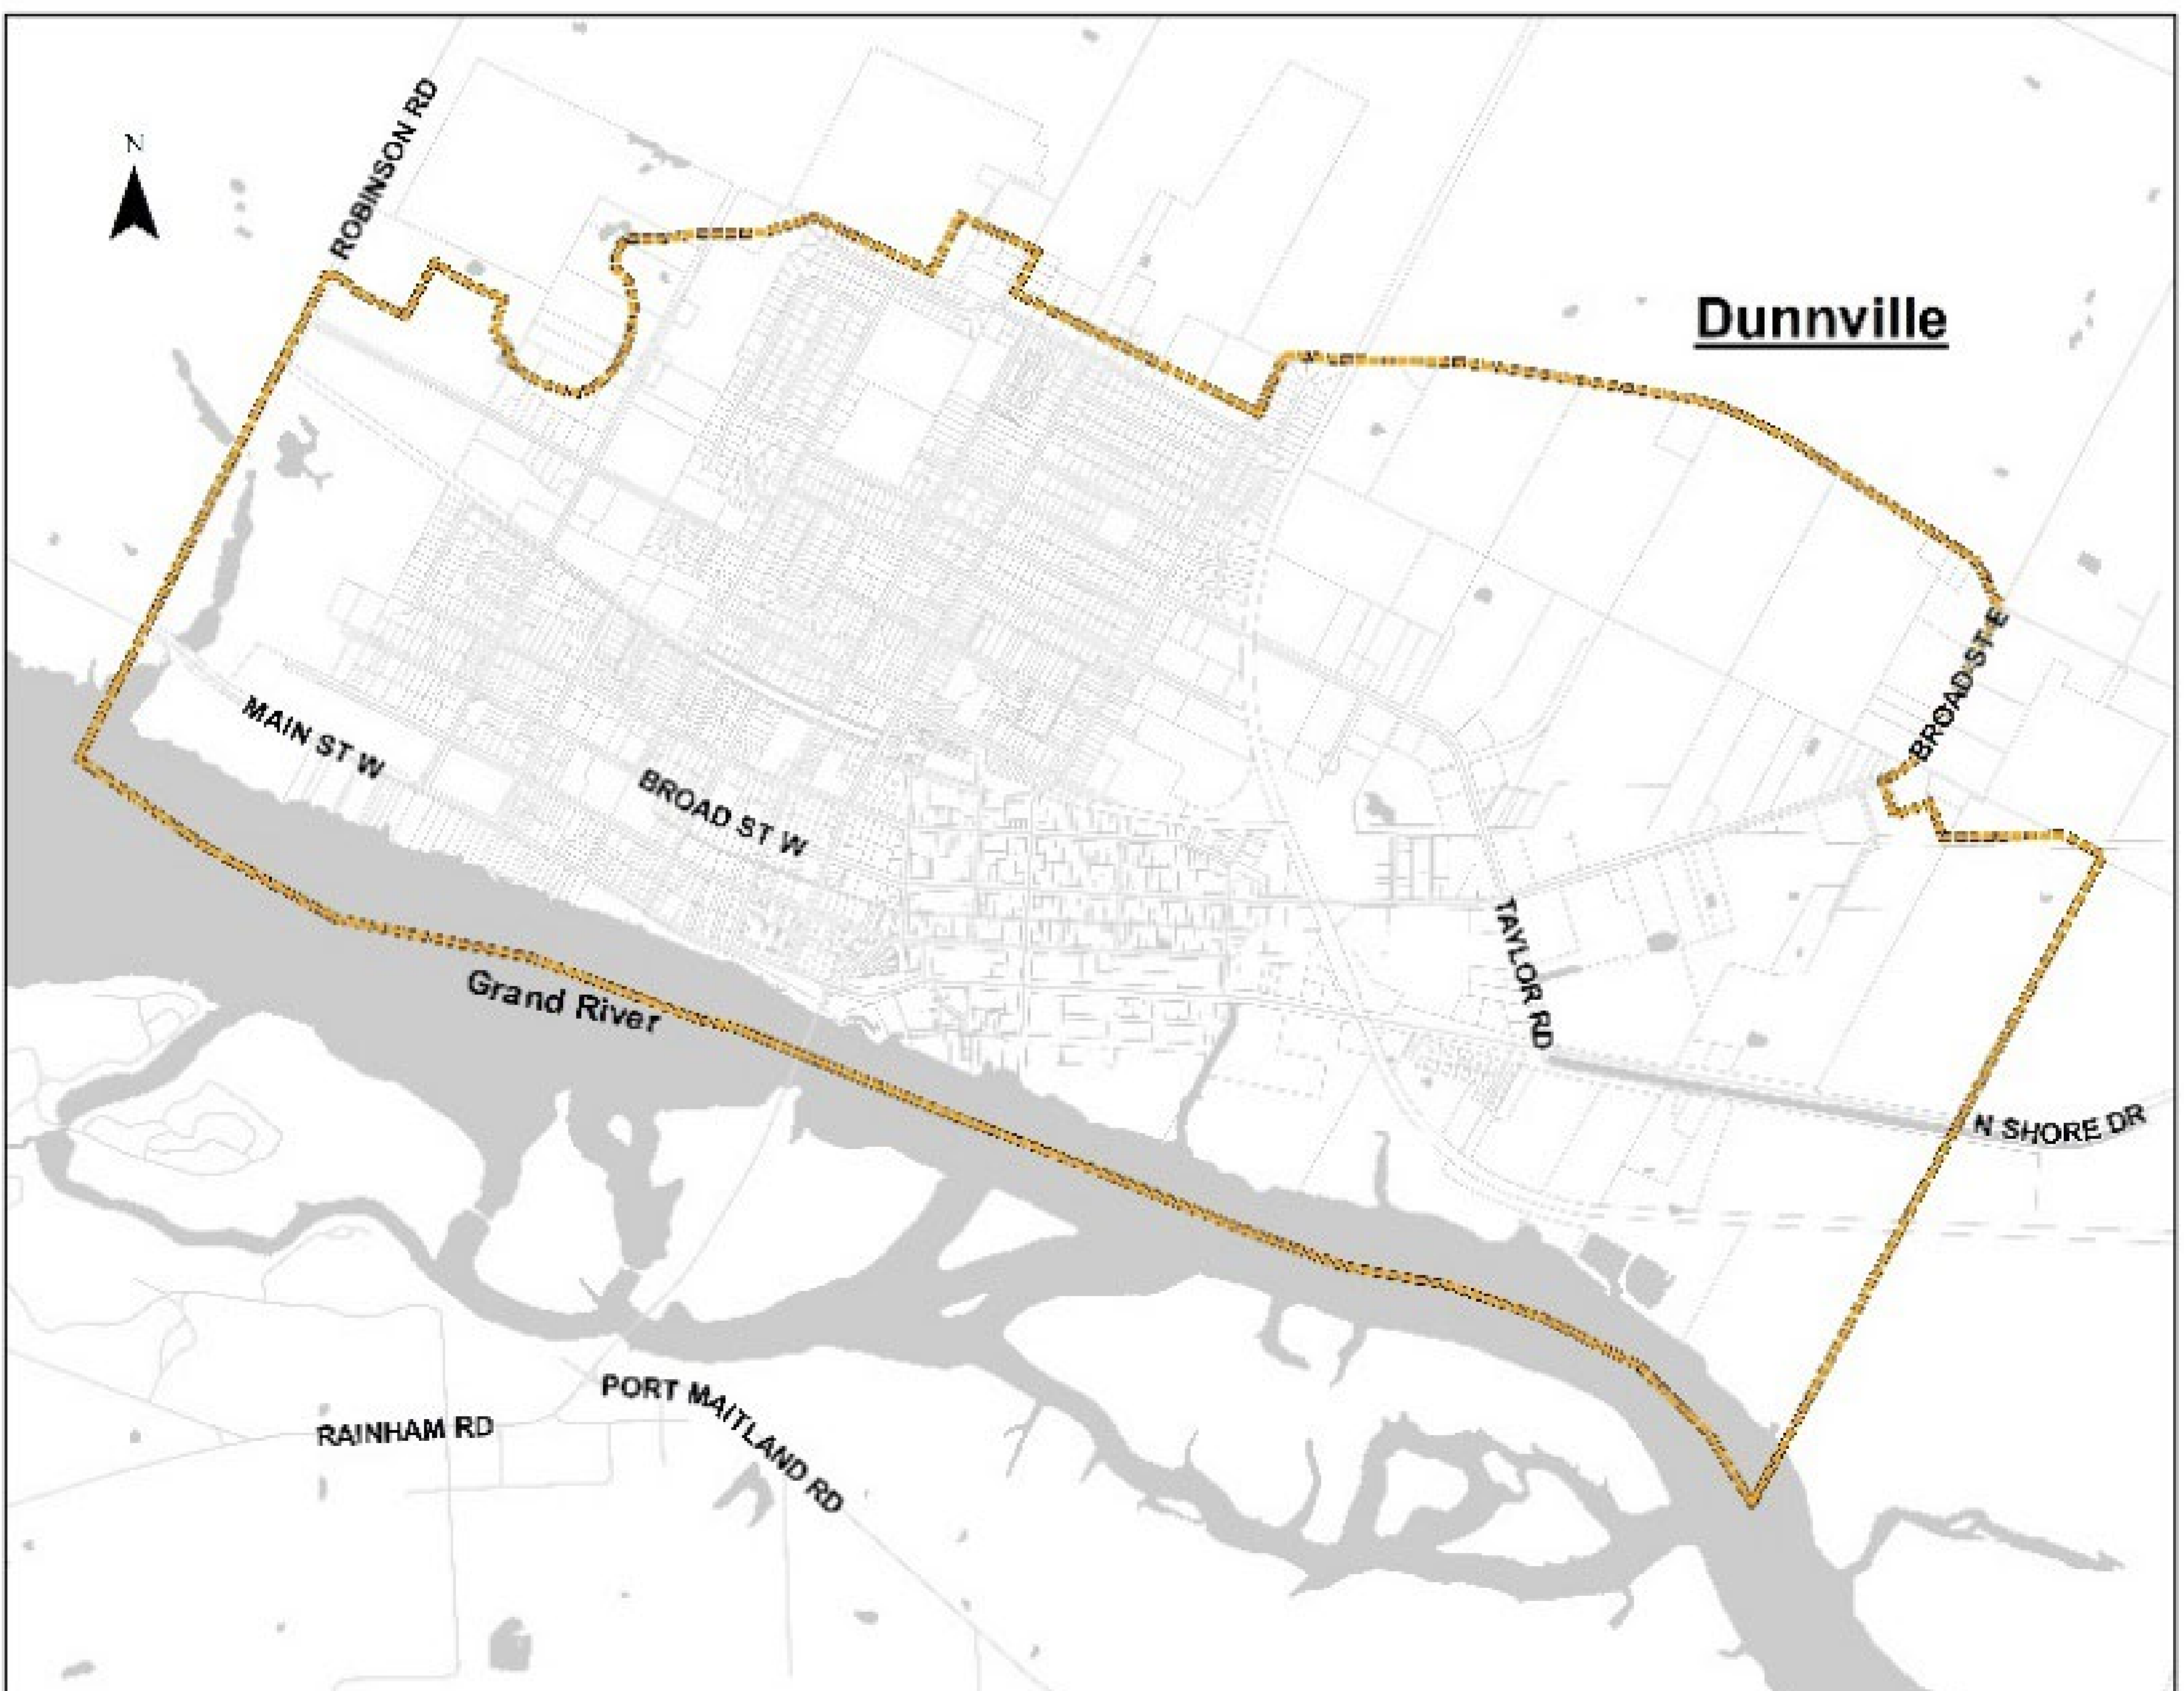 ROBINSON RD
N
Dunnville
BROAD ST E
MAIN ST W
BROAD ST W
TAYLOR RD
Grand River
N SHORE DR
PORT MAITLAND RD
RAINHAM RD